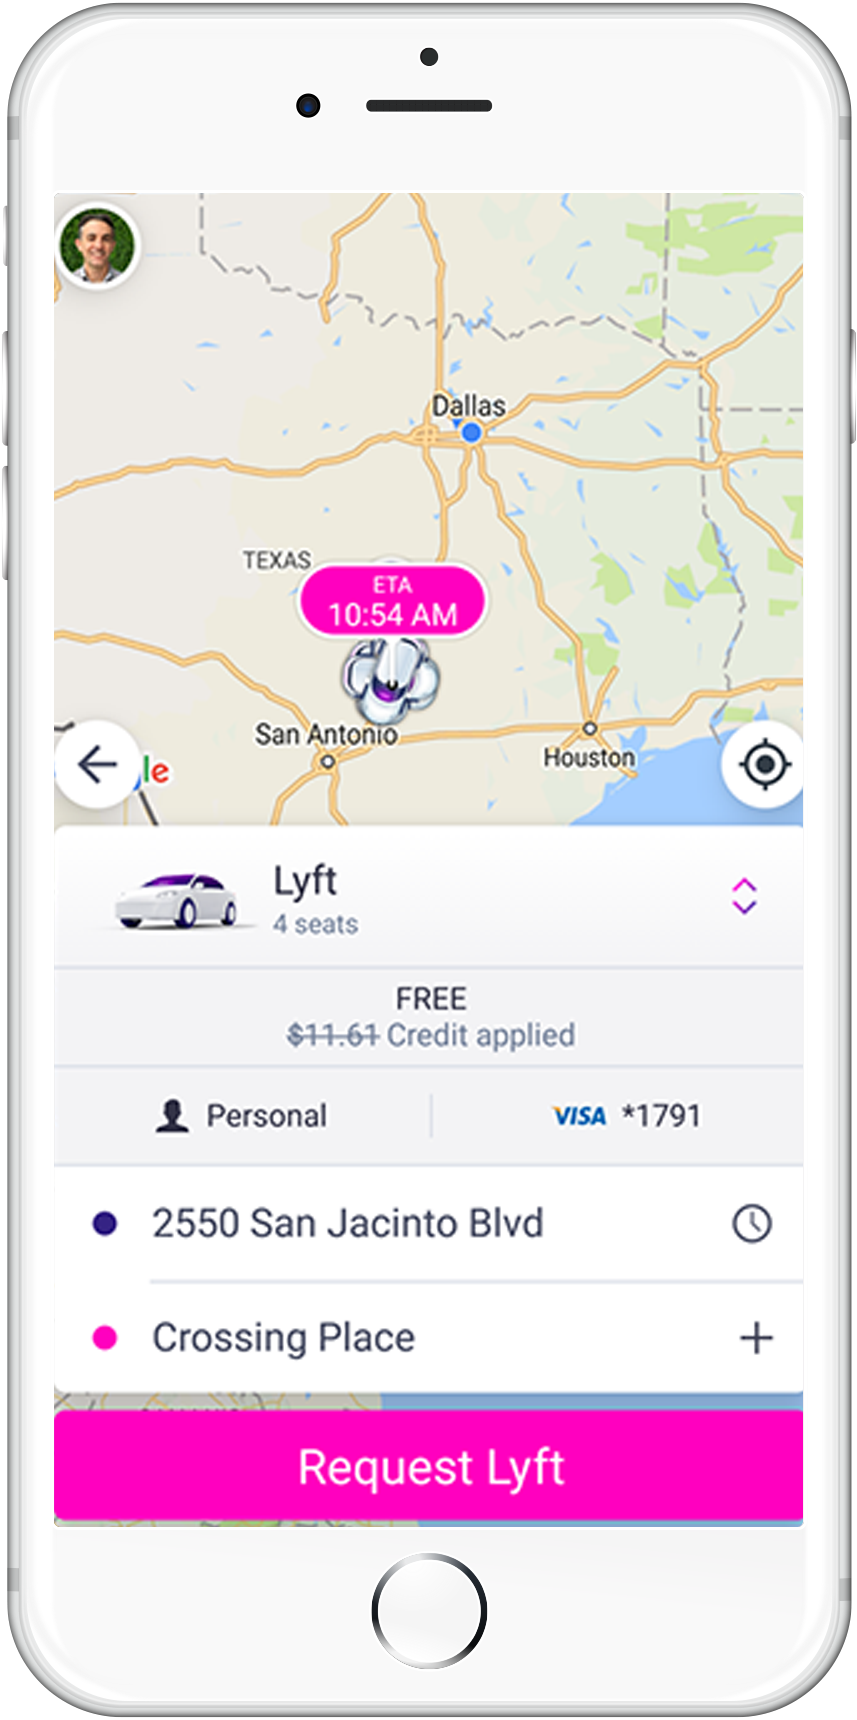 Dallas
TEXAS
ETA
10:54 AM
San Antonio
Houston
le
Lyft
4 seats
FREE
$11.61 Credit applied
Personal
VISA *1791
2550 San Jacinto Blvd
Crossing Place
Request Lyft